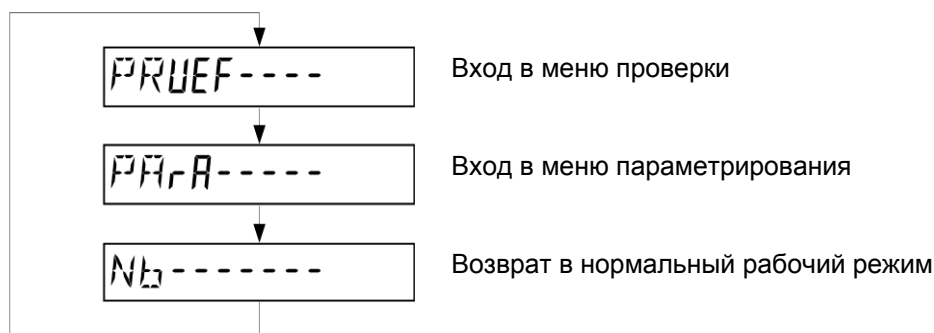 PRUEF----
Вход в меню проверки
PArA-----
Вход в меню параметрирования
Nb-------
Возврат в нормальный рабочий режим